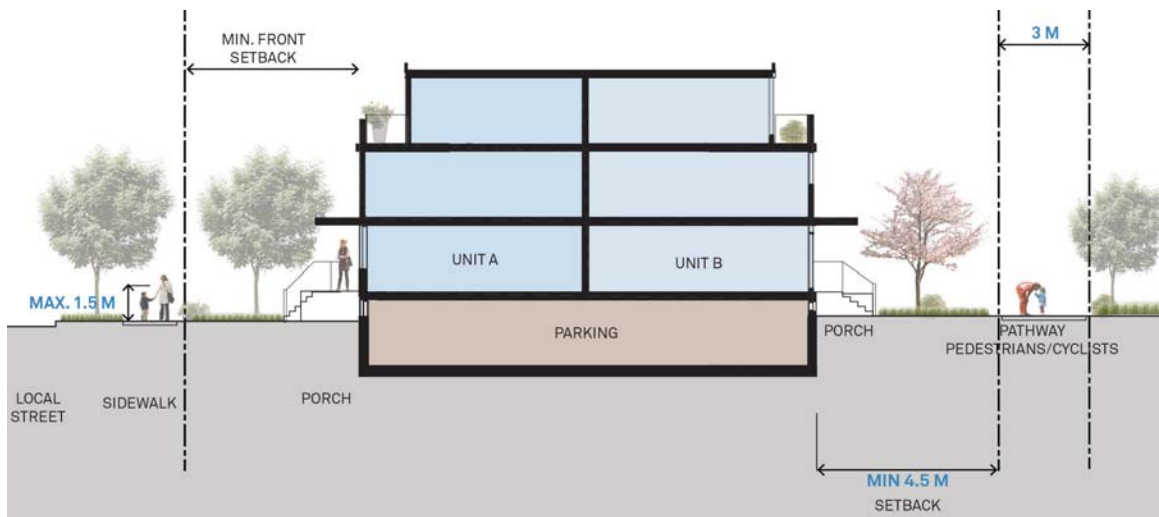 MIN. FRONT
SETBACK
3 M
UNIT A
UNIT B
MAX. 1.5 M
PARKING
PORCH
PATHWAY
PEDESTRIANS/CYCLISTS
LOCAL
STREET
SIDEWALK
PORCH
MIN 4.5 M
SETBACK